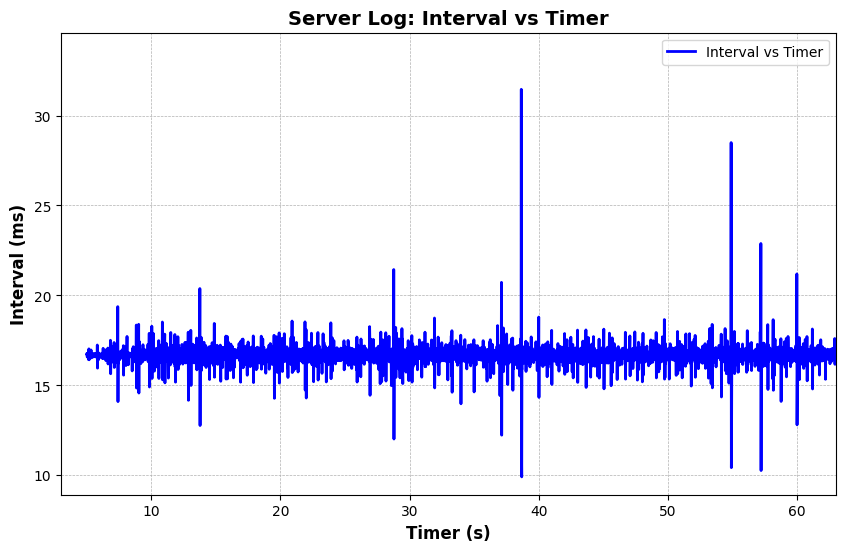 Server Log: Interval vs Timer
Interval vs Timer
30
25
20
15
10
Interval (ms)
10 20 30 40 50 60
Timer (s)